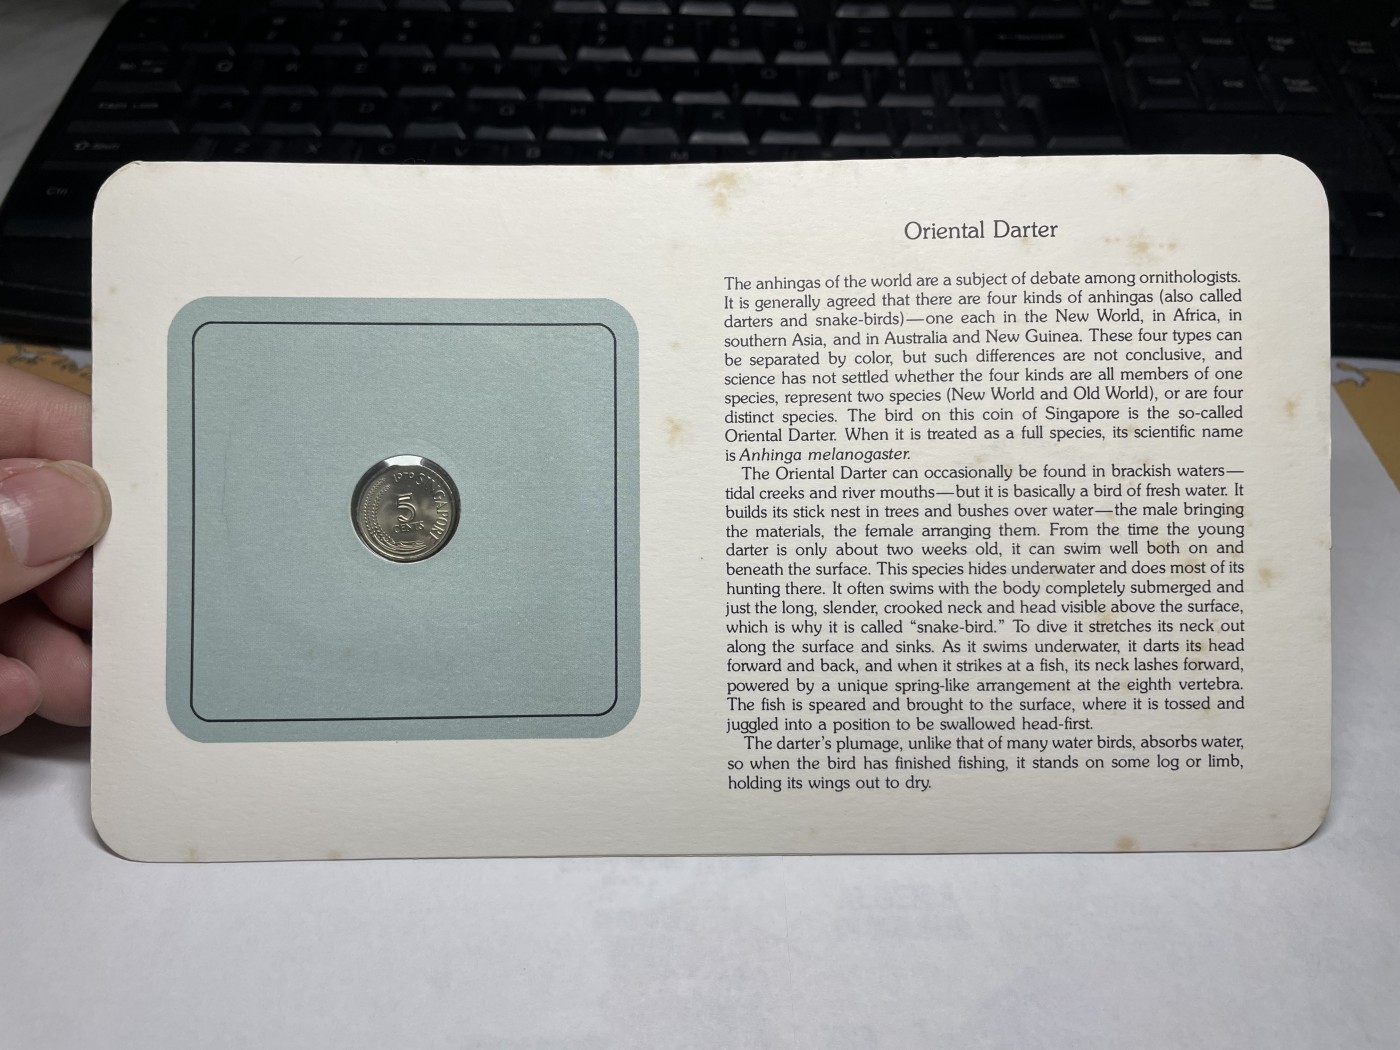 Oriental Darter
The anhingas of the world are a subject of debate among ornithologists.
It is generally agreed that there are four kinds of anhingas (also called
darters and snake-birds)—one each in the New World, in Africa, in
southern Asia, and in Australia and New Guinea. These four types can
be separated by color, but such differences are not conclusive, and
science has not settled whether the four kinds are all members of one
species, represent two species (New World and Old World), or are four
distinct species. The bird on this coin of Singapore is the so-called
Oriental Darter. When it is treated as a full species, its scientific name
is Anhinga melanogaster.
The Oriental Darter can occasionally be found in brackish waters—
tidal creeks and river mouths—but it is basically a bird of fresh water. It
builds its stick nest in trees and bushes over water—the male bringing
the materials, the female arranging them. From the time the young
darter is only about two weeks old, it can swim well both on and
beneath the surface. This species hides underwater and does most of its
hunting there. It often swims with the body completely submerged and
just the long, slender, crooked neck and head visible above the surface,
which is why it is called “snake-bird.” To dive it stretches its neck out
along the surface and sinks. As it swims underwater, it darts its head
forward and back, and when it strikes at a fish, its neck lashes forward,
powered by a unique spring-like arrangement at the eighth vertebra.
The fish is speared and brought to the surface, where it is tossed and
juggled into a position to be swallowed head-first.
The darter's plumage, unlike that of many water birds, absorbs water,
so when the bird has finished fishing, it stands on some log or limb,
holding its wings out to dry.
1979 SINGAPORE
5
CENTS